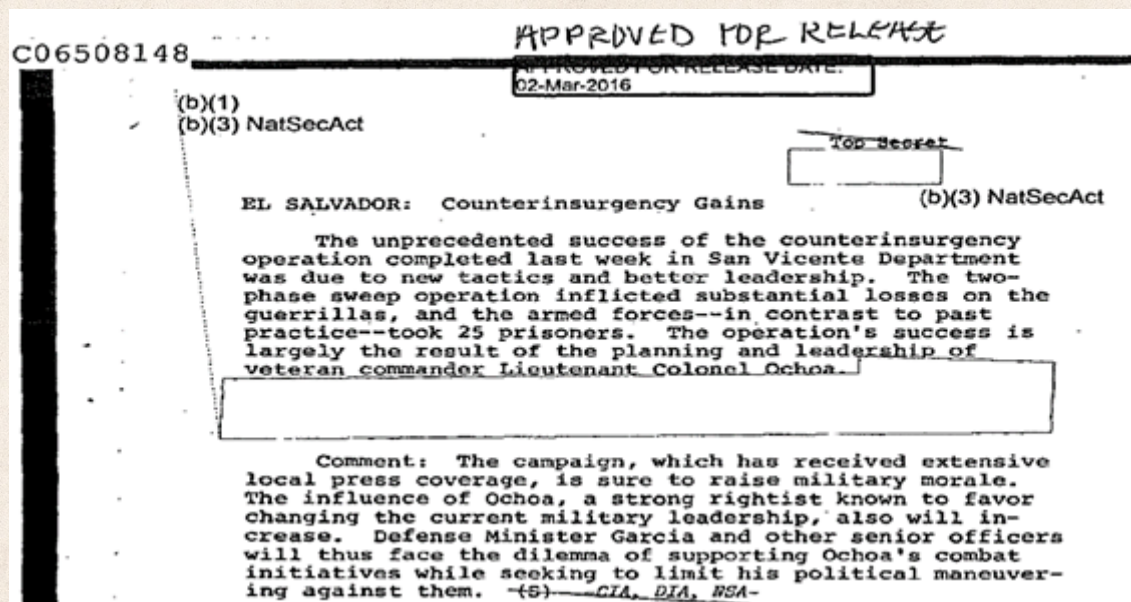 APPROVED FOR RELEASE
C06508148
APPROVED FOR RELEASE DATE:
02-Mar-2016
(b)(1)
(b)(3) NatSecAct
Top Secret
(b)(3) NatSecAct
EL SALVADOR: Counterinsurgency Gains
The unprecedented success of the counterinsurgency
operation completed last week in San Vicente Department
was due to new tactics and better leadership. The two-
phase sweep operation inflicted substantial losses on the
guerrillas, and the armed forces--in contrast to past
practice--took 25 prisoners. The operation's success is
largely the result of the planning and leadership of
veteran commander Lieutenant Colonel Ochoa.
Comment: The campaign, which has received extensive
local press coverage, is sure to raise military morale.
The influence of Ochoa, a strong rightist known to favor
changing the current military leadership, also will in-
crease. Defense Minister Garcia and other senior officers
will thus face the dilemma of supporting Ochoa's combat
initiatives while seeking to limit his political maneuver-
ing against them. (S) CIA, DIA, NSA